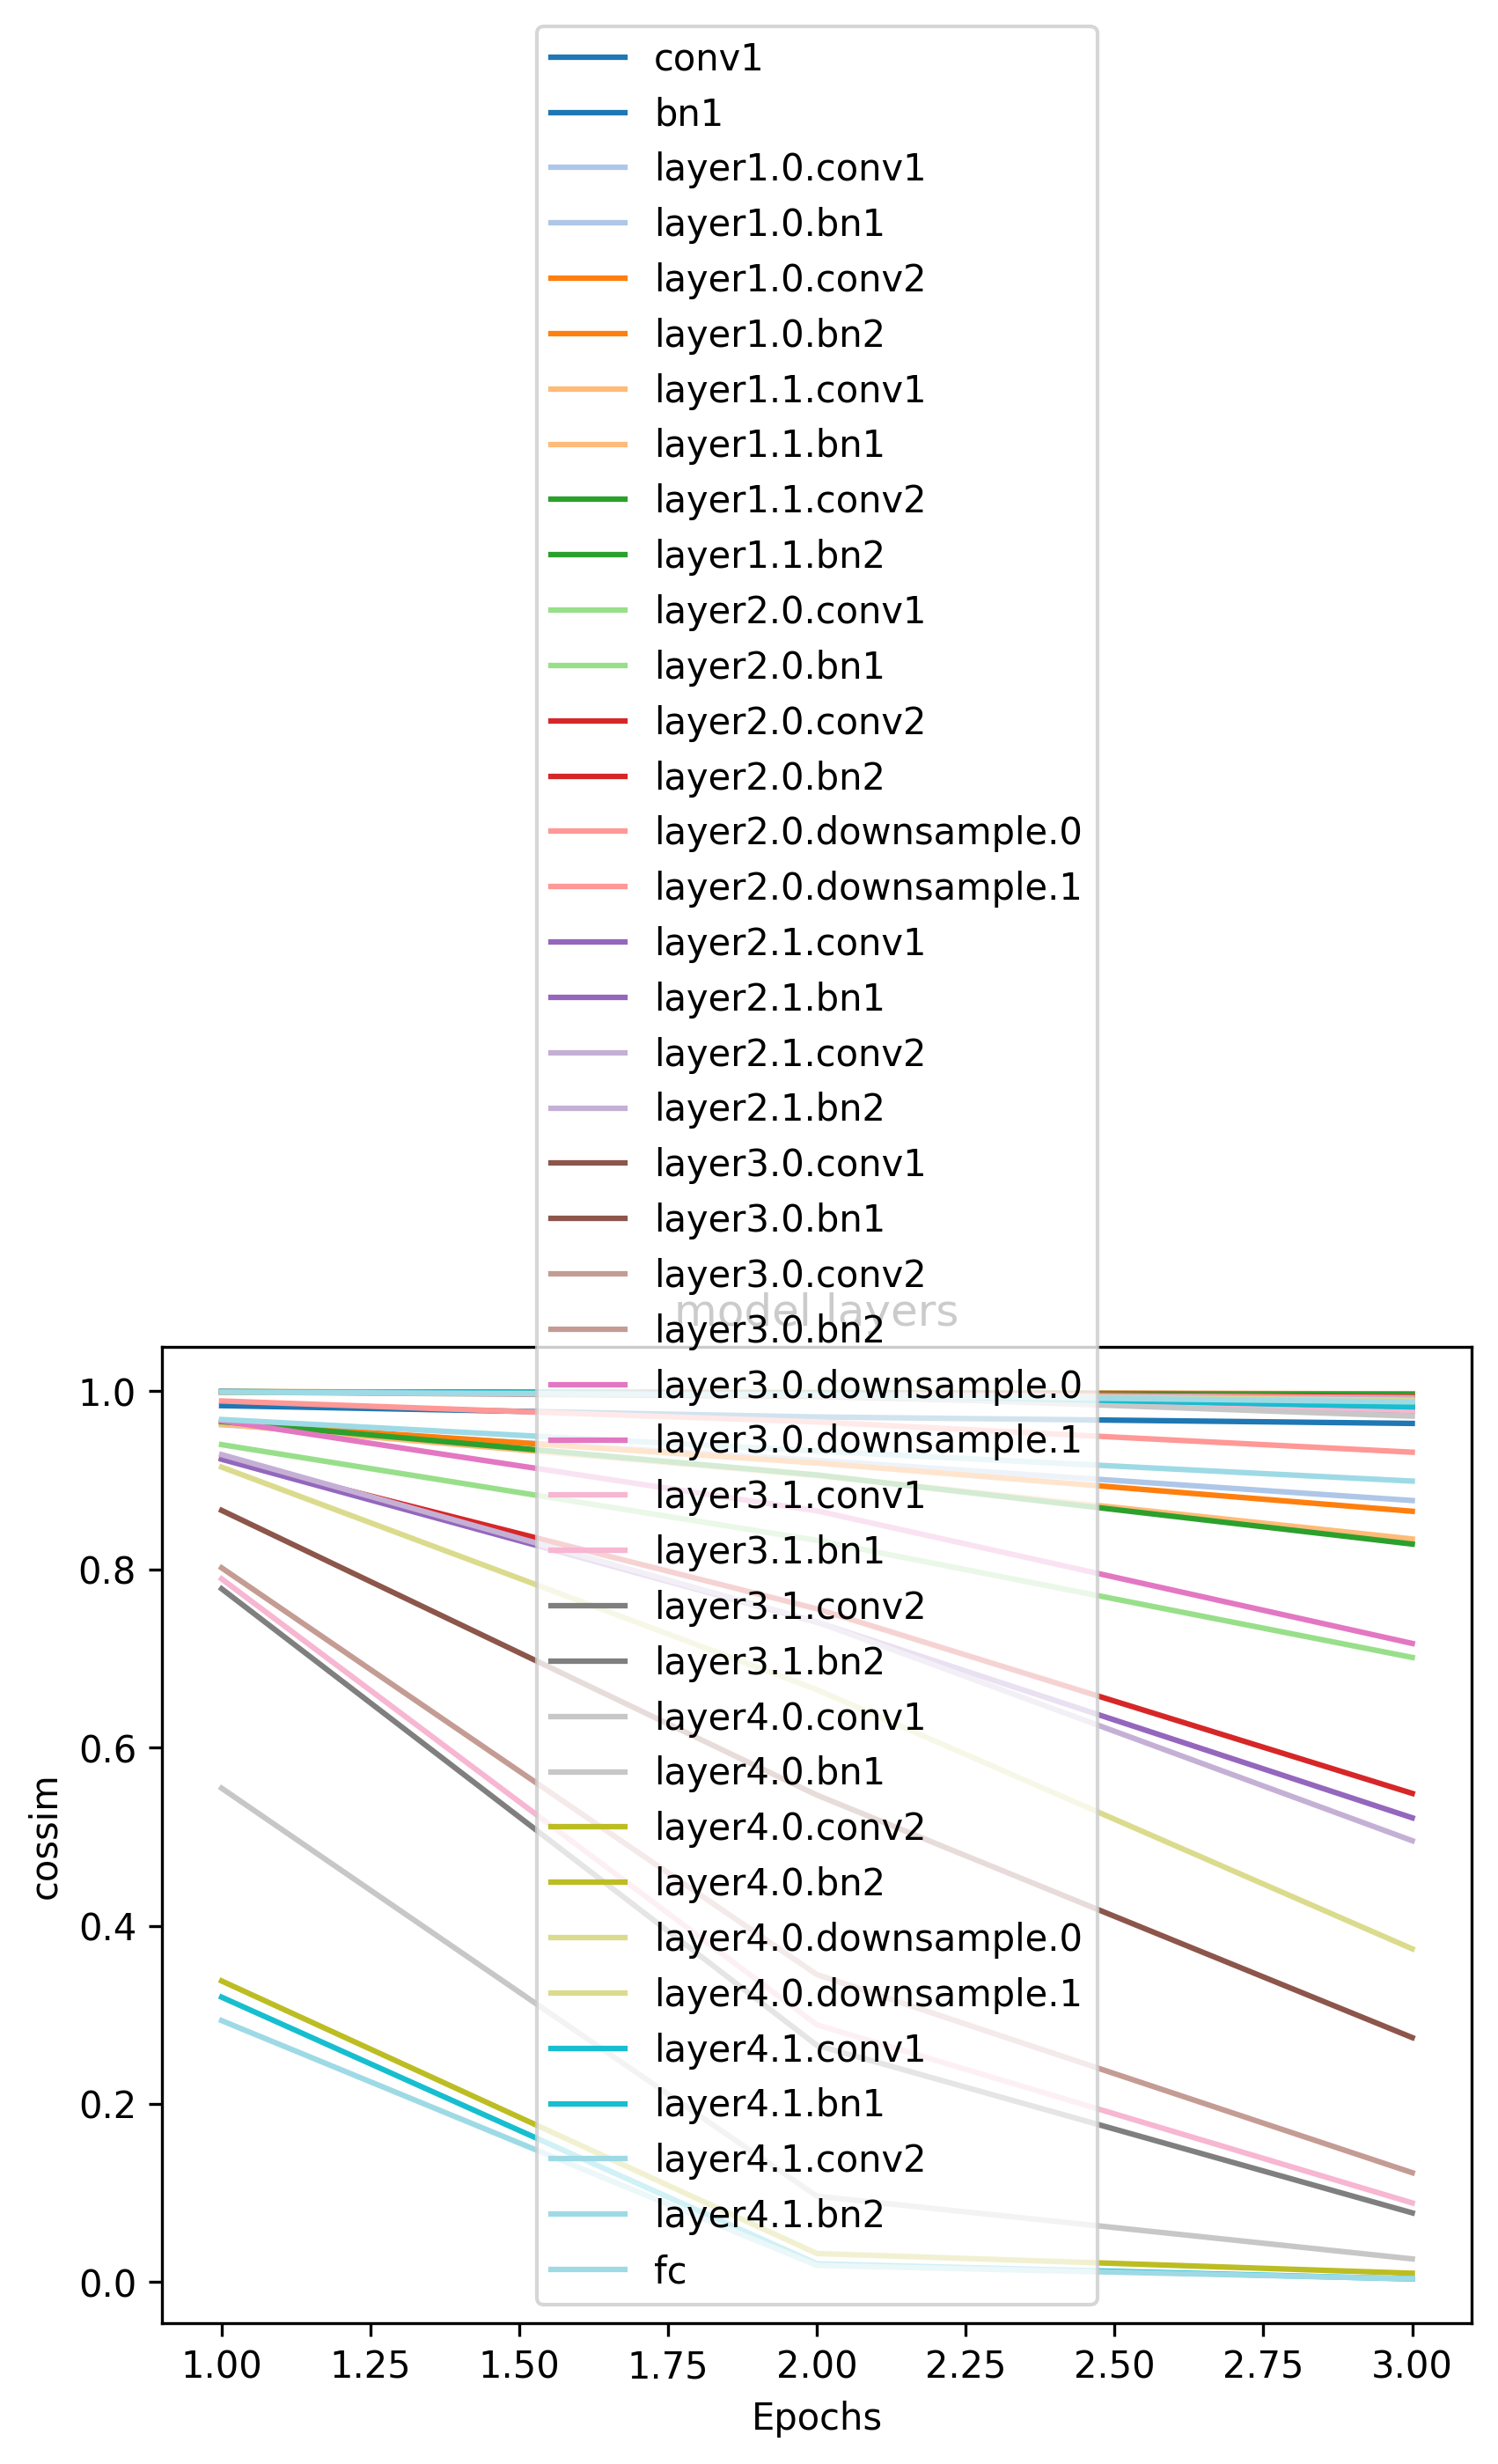 conv1
bn1
layer1.0.conv1
layer1.0.bn1
layer1.0.conv2
layer1.0.bn2
layer1.1.conv1
layer1.1.bn1
layer1.1.conv2
layer1.1.bn2
layer2.0.conv1
layer2.0.bn1
layer2.0.conv2
layer2.0.bn2
layer2.0.downsample.0
layer2.0.downsample.1
layer2.1.conv1
layer2.1.bn1
layer2.1.conv2
layer2.1.bn2
layer3.0.conv1
layer3.0.bn1
layer3.0.conv2
model layers
layer3.0.bn2
layer3.0.downsample.0
layer3.0.downsample.1
layer3.1.conv1
layer3.1.bn1
layer3.1.conv2
layer3.1.bn2
layer4.0.conv1
layer4.0.bn1
layer4.0.conv2
layer4.0.bn2
layer4.0.downsample.0
layer4.0.downsample.1
layer4.1.conv1
layer4.1.bn1
layer4.1.conv2
layer4.1.bn2
fc
1.0
0.8
0.6
0.4
0.2
0.0
cossim
1.00 1.25 1.50 1.75 2.00 2.25 2.50 2.75 3.00
Epochs